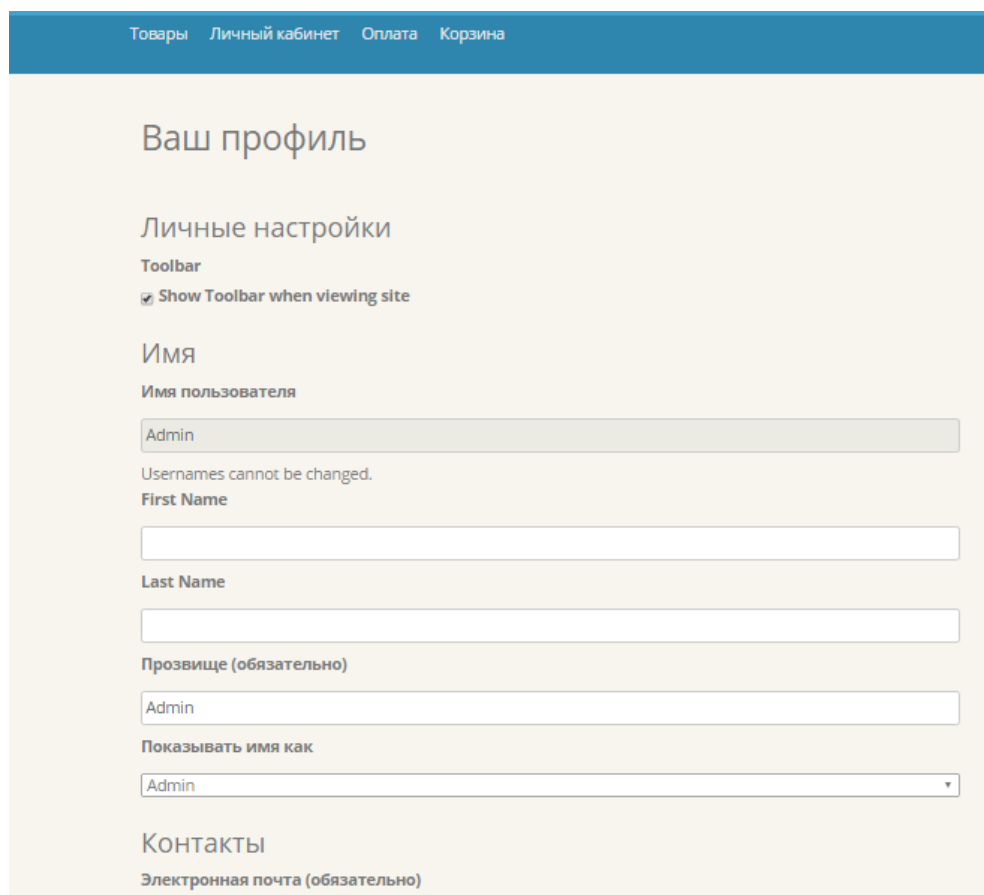 Товары Личный кабинет Оплата Корзина
Ваш профиль
Личные настройки
Toolbar
Show Toolbar when viewing site
Имя
Имя пользователя
Admin
Usernames cannot be changed.
First Name
Last Name
Прозвище (обязательно)
Admin
Показывать имя как
Admin
Контакты
Электронная почта (обязательно)